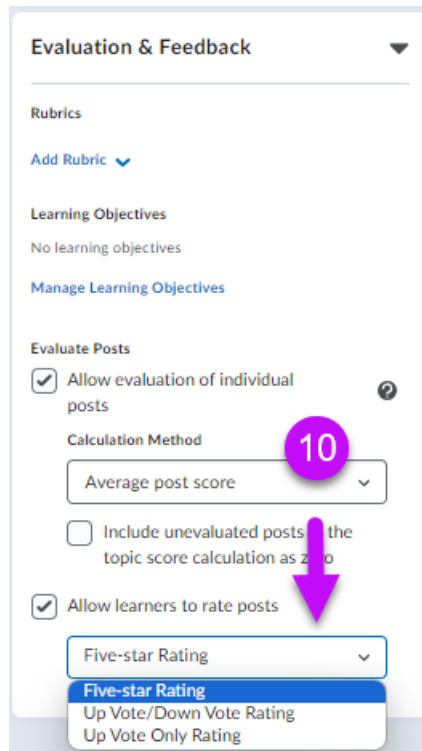 Evaluation & Feedback
Rubrics
Add Rubric
Learning Objectives
No learning objectives
Manage Learning Objectives
Evaluate Posts
Allow evaluation of individual
posts
Calculation Method
10
Average post score
Include unevaluated posts the
topic score calculation as
Allow learners to rate posts
Five-star Rating
Five-star Rating
Up Vote/Down Vote Rating
Up Vote Only Rating